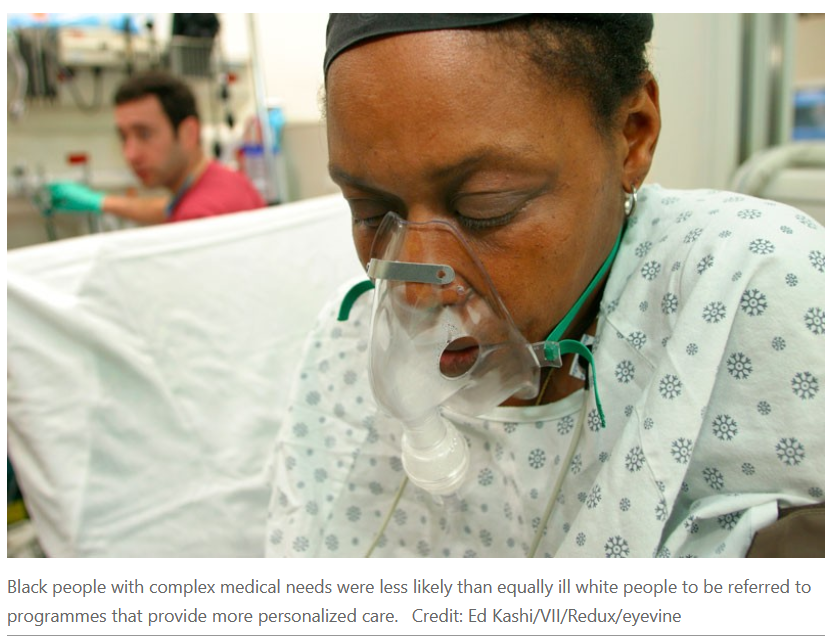 Black people with complex medical needs were less likely than equally ill white people to be referred to
programmes that provide more personalized care. Credit: Ed Kashi/VII/Redux/eyevine